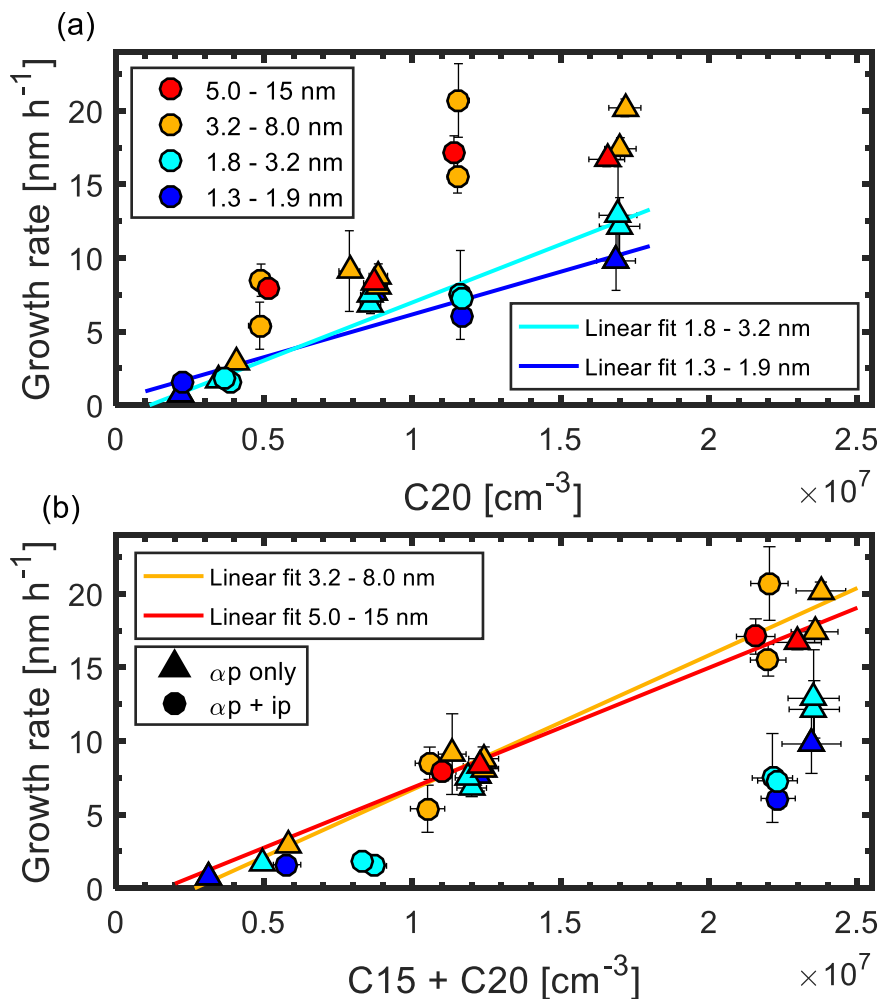 (a)
Growth rate [nm h⁻¹]
20
15
10
5
0
5.0 - 15 nm
3.2 - 8.0 nm
1.8 - 3.2 nm
1.3 - 1.9 nm
Linear fit 1.8 - 3.2 nm
Linear fit 1.3 - 1.9 nm
0 0.5 1 1.5 2 2.5
×10⁷
C20 [cm⁻³]
(b)
Growth rate [nm h⁻¹]
20
15
10
5
0
Linear fit 3.2 - 8.0 nm
Linear fit 5.0 - 15 nm
αp only
αp + ip
0 0.5 1 1.5 2 2.5
×10⁷
C15 + C20 [cm⁻³]